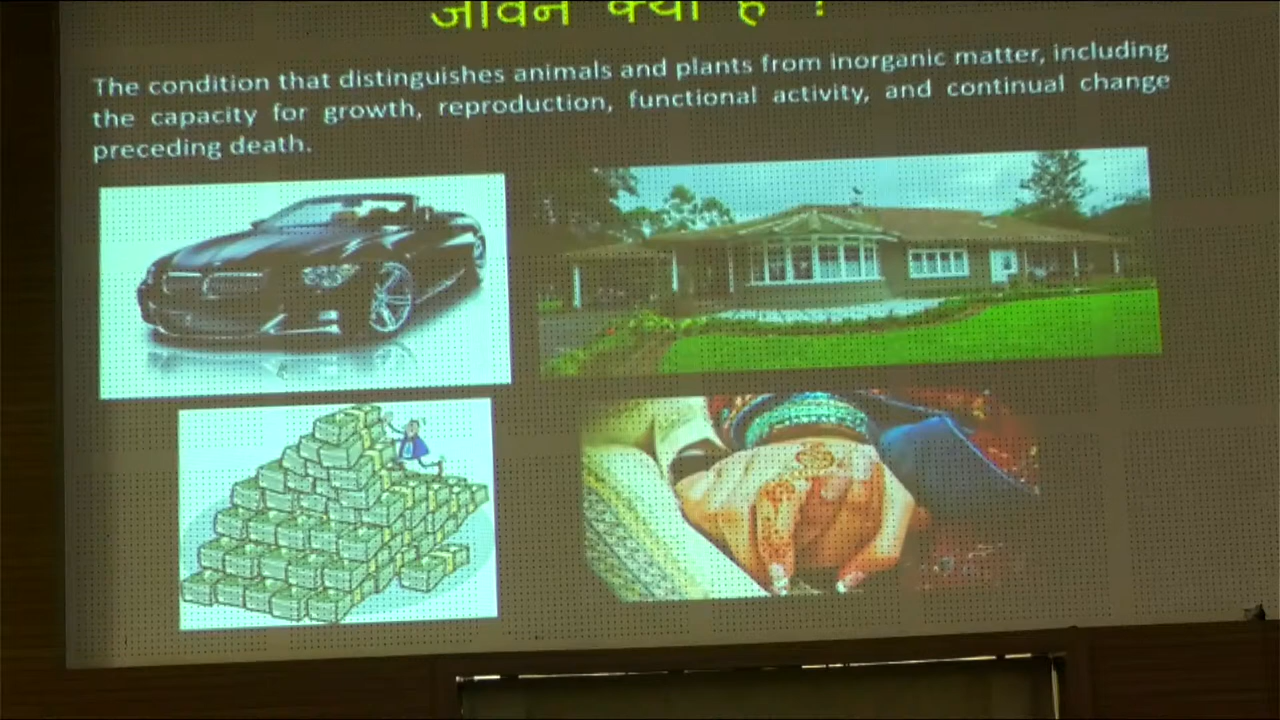 जीवन क्या है ?
The condition that distinguishes animals and plants from inorganic matter, including
the capacity for growth, reproduction, functional activity, and continual change
preceding death.